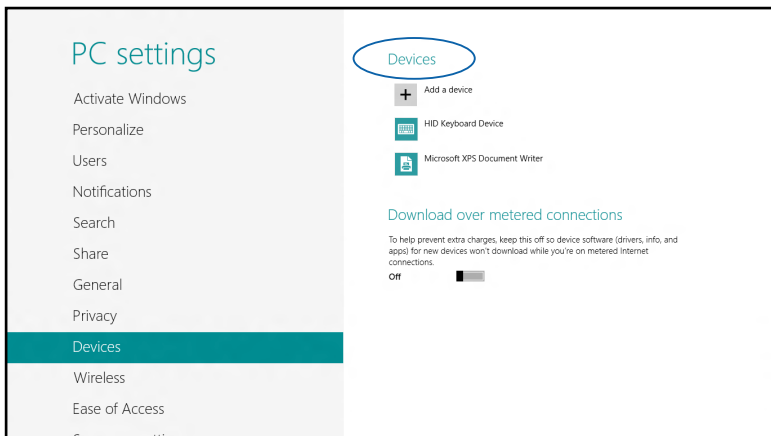 PC settings
Activate Windows
Personalize
Users
Notifications
Search
Share
General
Privacy
Devices
Wireless
Ease of Access
Devices
Add a device
HID Keyboard Device
Microsoft XPS Document Writer
Download over metered connections
To help prevent extra charges, keep this off so device software (drivers, info, and
apps) for new devices won't download while you're on metered Internet
connections.
Off